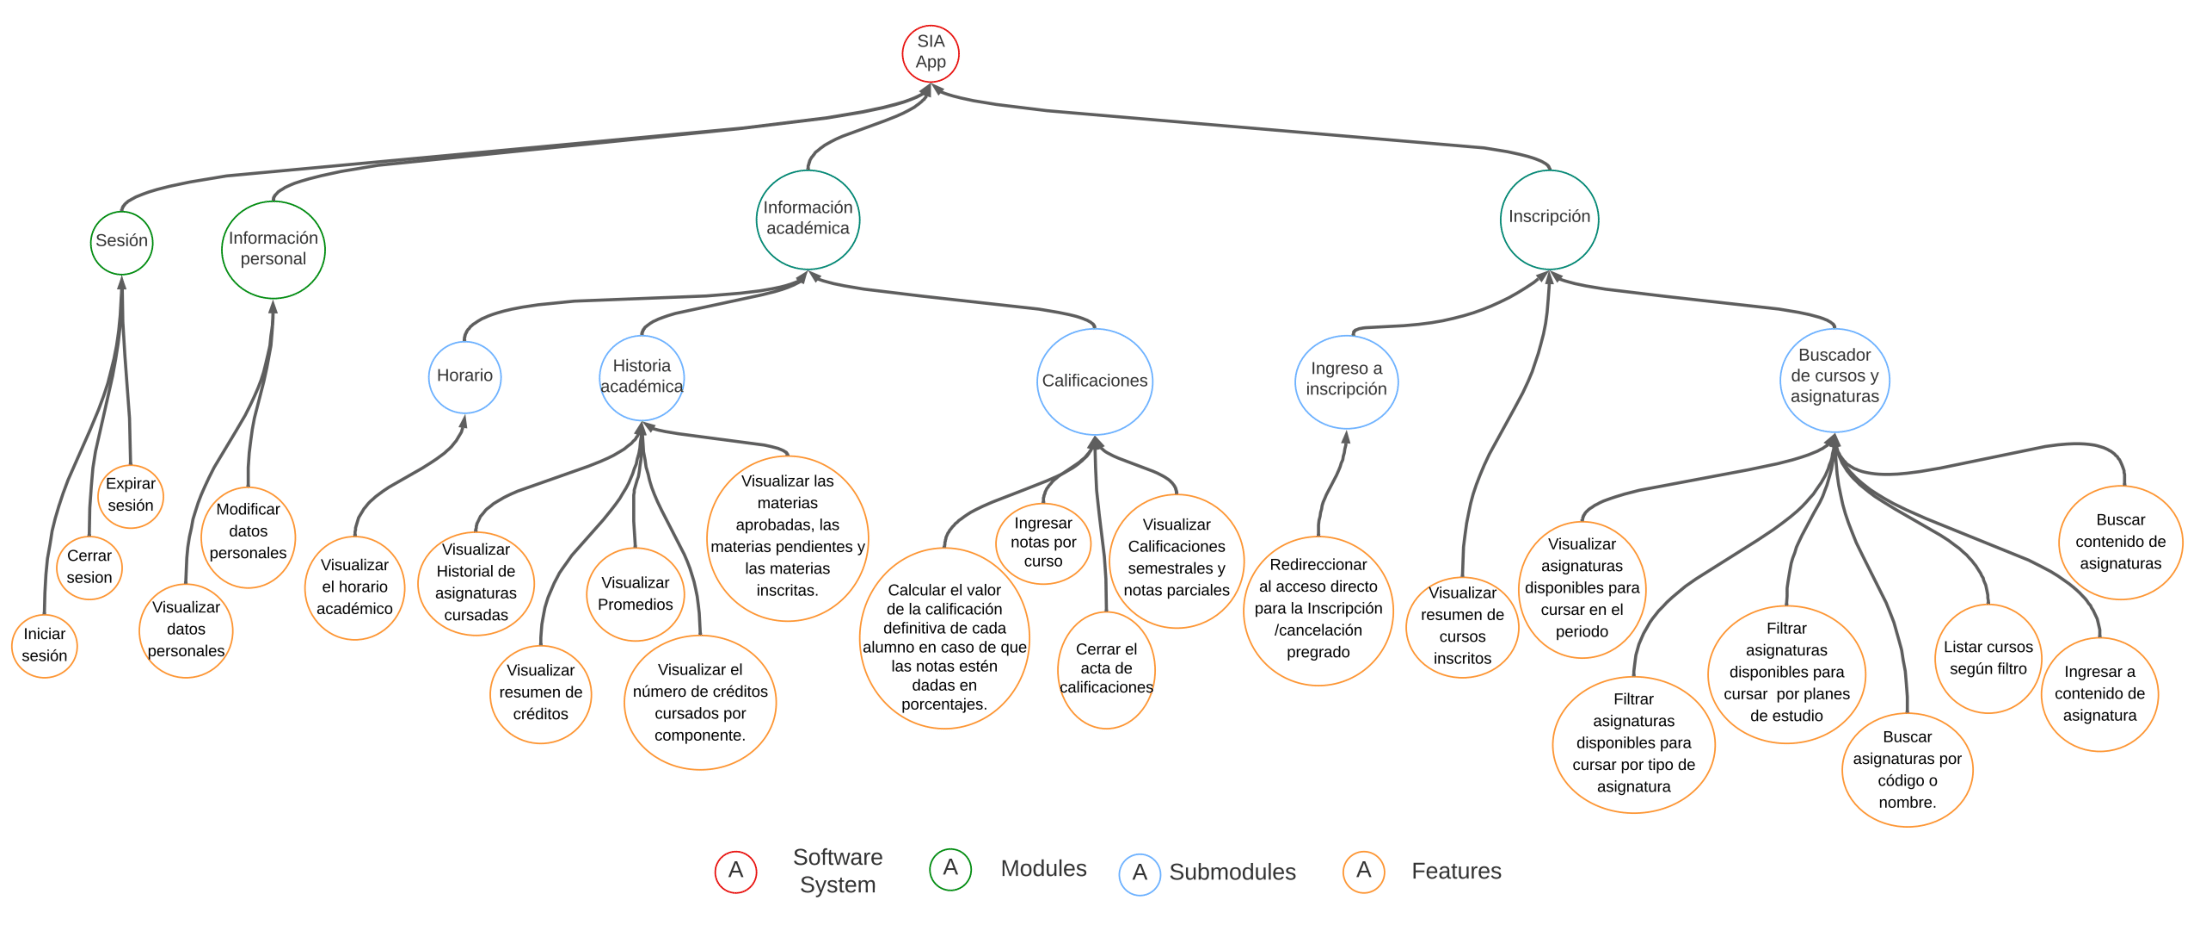 SIA
App
Sesión
Información
personal
Información
académica
Inscripción
Horario
Historia
académica
Calificaciones
Ingreso a
inscripción
Buscador
de cursos y
asignaturas
Iniciar
sesión
Cerrar
sesion
Expirar
sesión
Visualizar
datos
personales
Modificar
datos
personales
Visualizar
el horario
académico
Visualizar
Historial de
asignaturas
cursadas
Visualizar
resumen de
créditos
Visualizar
Promedios
Visualizar el
número de créditos
cursados por
componente.
Visualizar las
materias
aprobadas, las
materias pendientes y
las materias
inscritas.
Calcular el valor
de la calificación
definitiva de cada
alumno en caso de que
las notas estén
dadas en
porcentajes.
Ingresar
notas por
curso
Cerrar el
acta de
calificaciones
Visualizar
Calificaciones
semestrales y
notas parciales
Redireccionar
al acceso directo
para la Inscripción
/cancelación
pregrado
Visualizar
resumen de
cursos
inscritos
Visualizar
asignaturas
disponibles para
cursar en el
periodo
Filtrar
asignaturas
disponibles para
cursar por tipo de
asignatura
Filtrar
asignaturas
disponibles para
cursar  por planes
de estudio
Buscar
asignaturas por
código o
nombre.
Listar cursos
según filtro
Ingresar a
contenido de
asignatura
Buscar
contenido de
asignaturas
A
Software
System
A
Modules
A
Submodules
A
Features